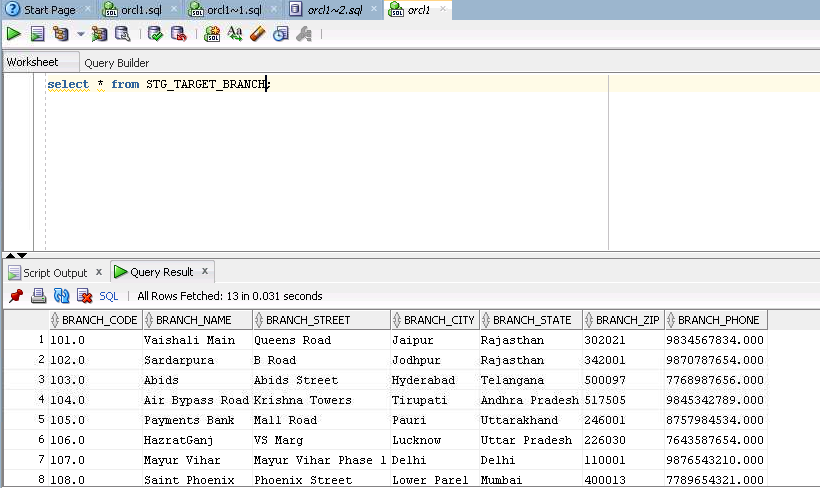 Start Page orcl1.sql orcl1~1.sql orcl1~2.sql orcl1
Worksheet Query Builder
select * from STG_TARGET_BRANCH;
Script Output x Query Result x
SQL | All Rows Fetched: 13 in 0.031 seconds
BRANCH_CODE BRANCH_NAME BRANCH_STREET BRANCH_CITY BRANCH_STATE BRANCH_ZIP BRANCH_PHONE
1 101.0 Vaishali Main Queens Road Jaipur Rajasthan 302021 9834567834.000
2 102.0 Sardarpura B Road Jodhpur Rajasthan 342001 9870787654.000
3 103.0 Abids Abids Street Hyderabad Telangana 500097 7768987656.000
4 104.0 Air Bypass Road Krishna Towers Tirupati Andhra Pradesh 517505 9845342789.000
5 105.0 Payments Bank Mall Road Pauri Uttarakhand 246001 8757984534.000
6 106.0 HazratGanj VS Marg Lucknow Uttar Pradesh 226030 7643587654.000
7 107.0 Mayur Vihar Mayur Vihar Phase 1 Delhi Delhi 110001 9876543210.000
8 108.0 Saint Phoenix Phoenix Street Lower Parel Mumbai 400013 7789654321.000